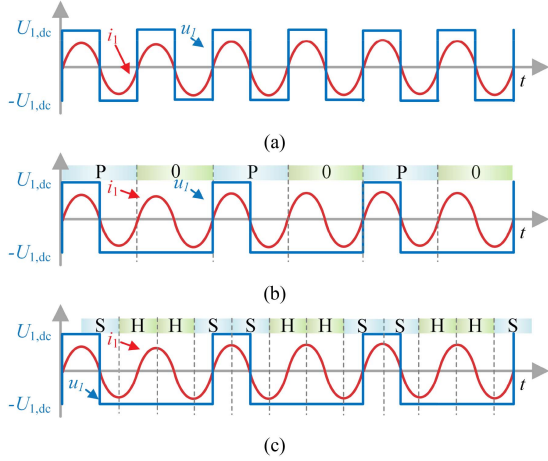 U1,dc
i1
u1
-U1,dc
t
(a)
P 0 P 0 P 0
U1,dc
i1
u1
-U1,dc
t
(b)
S H H S S H H S S H H S
U1,dc
i1
u1
-U1,dc
t
(c)